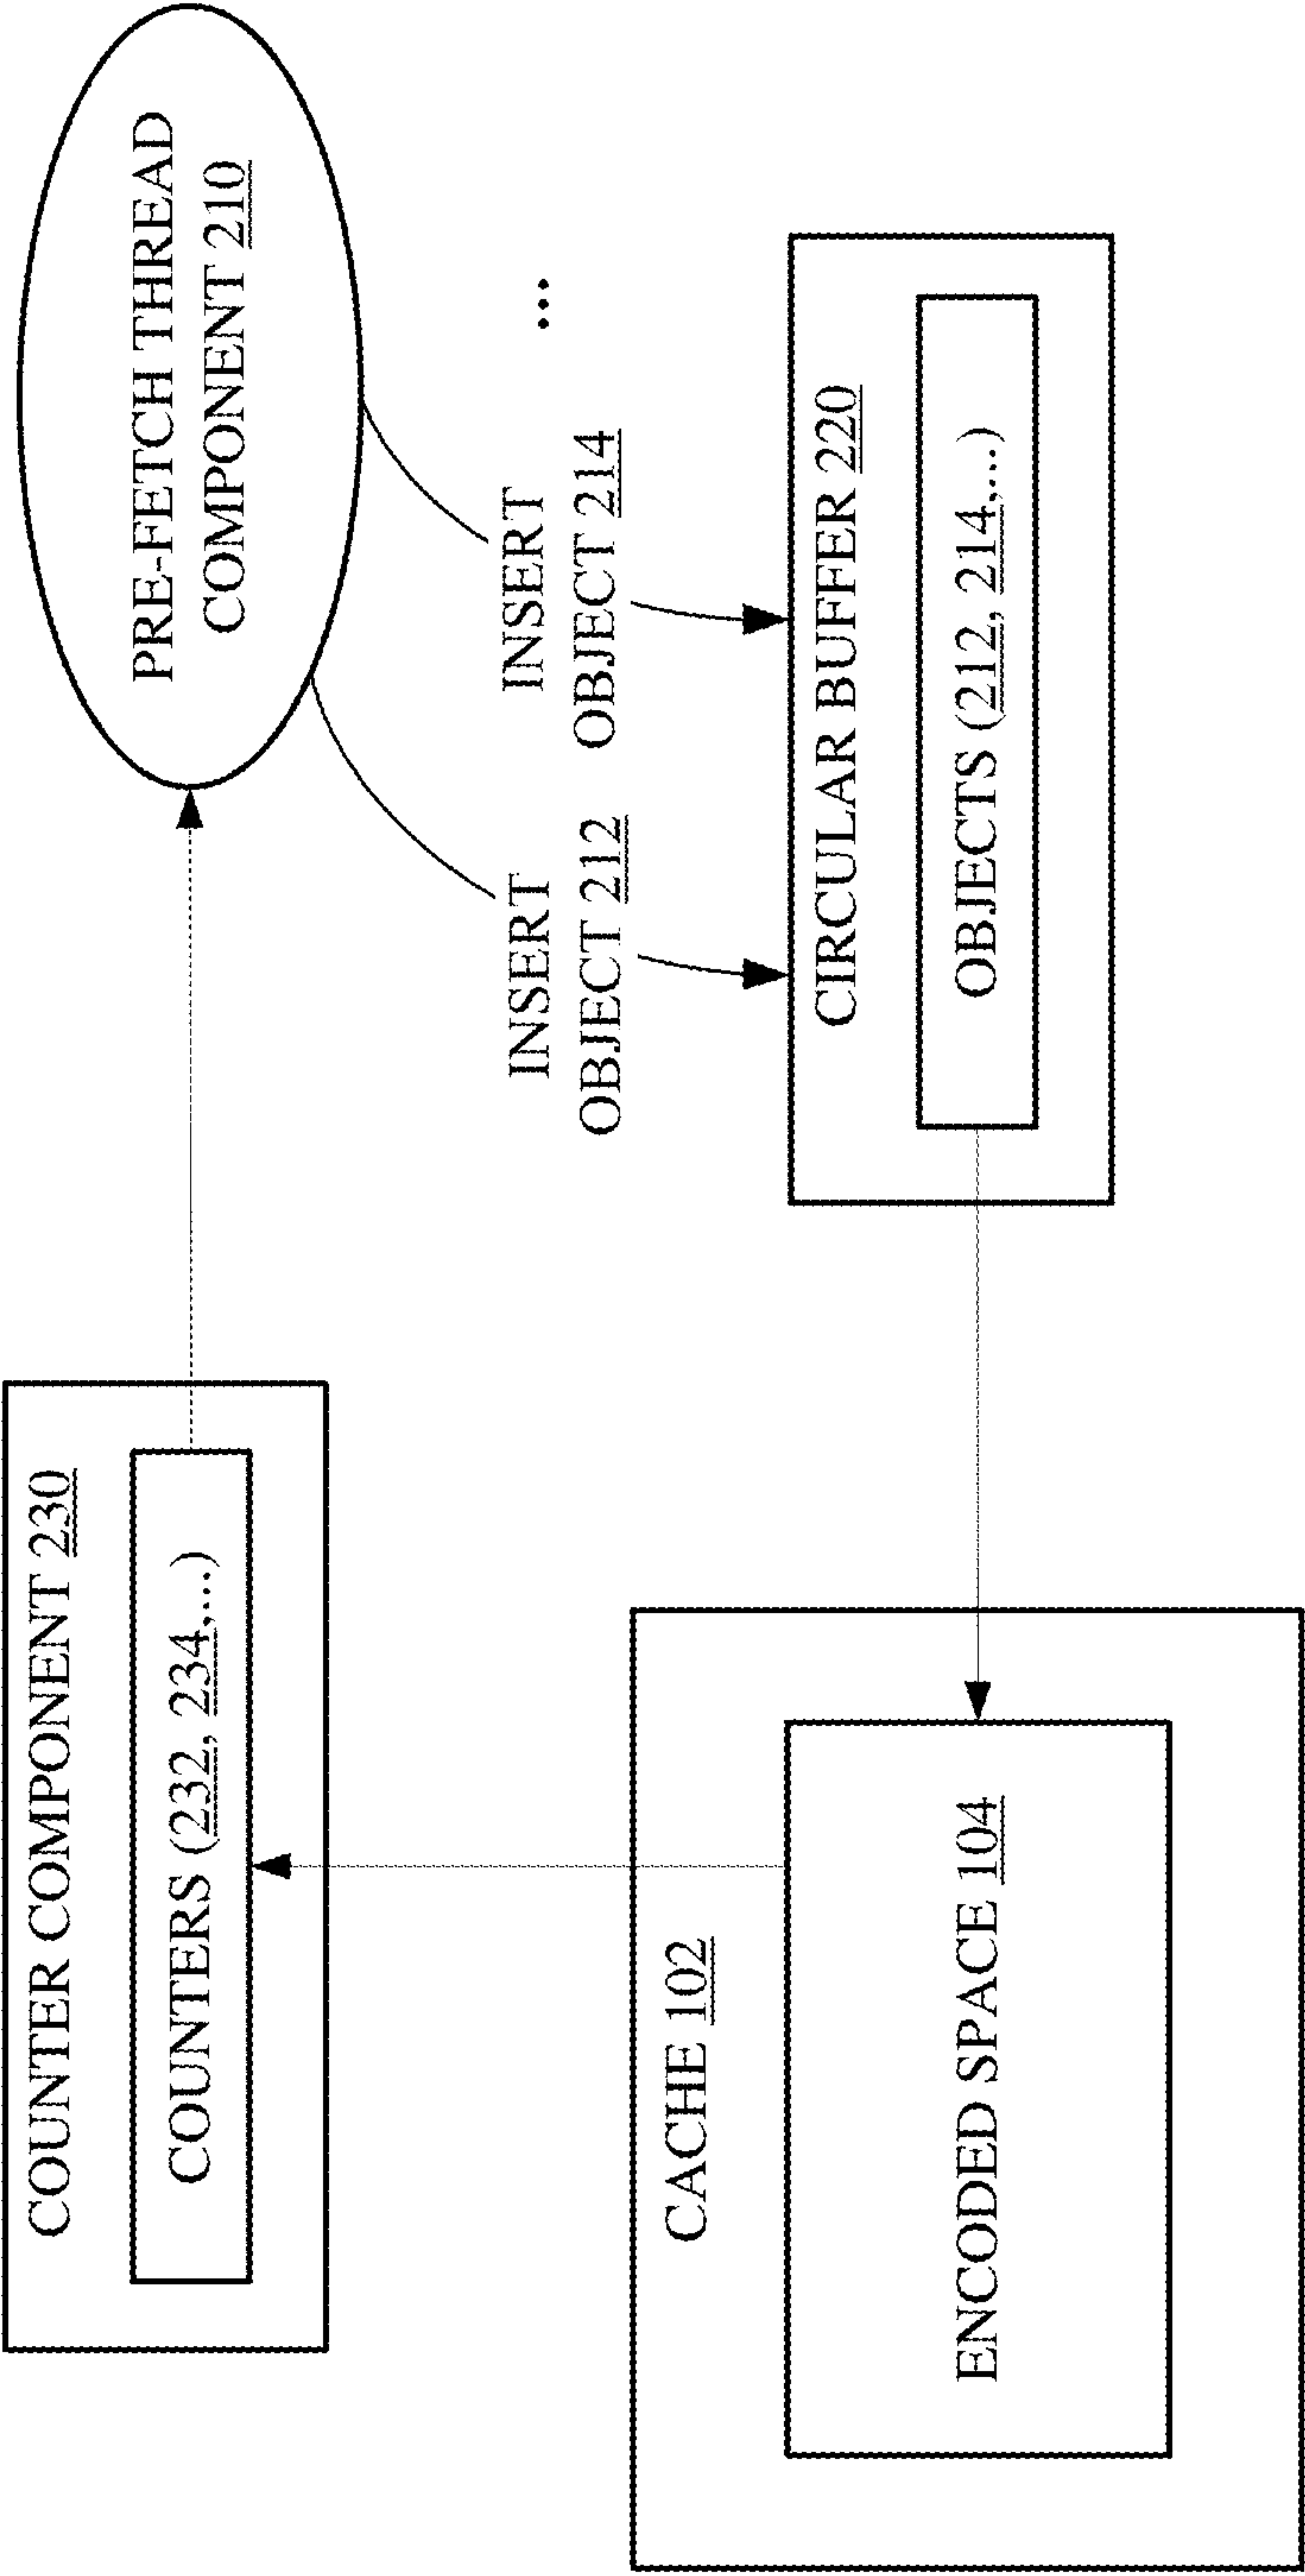 COUNTER COMPONENT 230
COUNTERS (232, 234,...)
PRE-FETCH THREAD
COMPONENT 210
INSERT
OBJECT 212
INSERT
OBJECT 214
...
CACHE 102
ENCODED SPACE 104
CIRCULAR BUFFER 220
OBJECTS (212, 214,...)